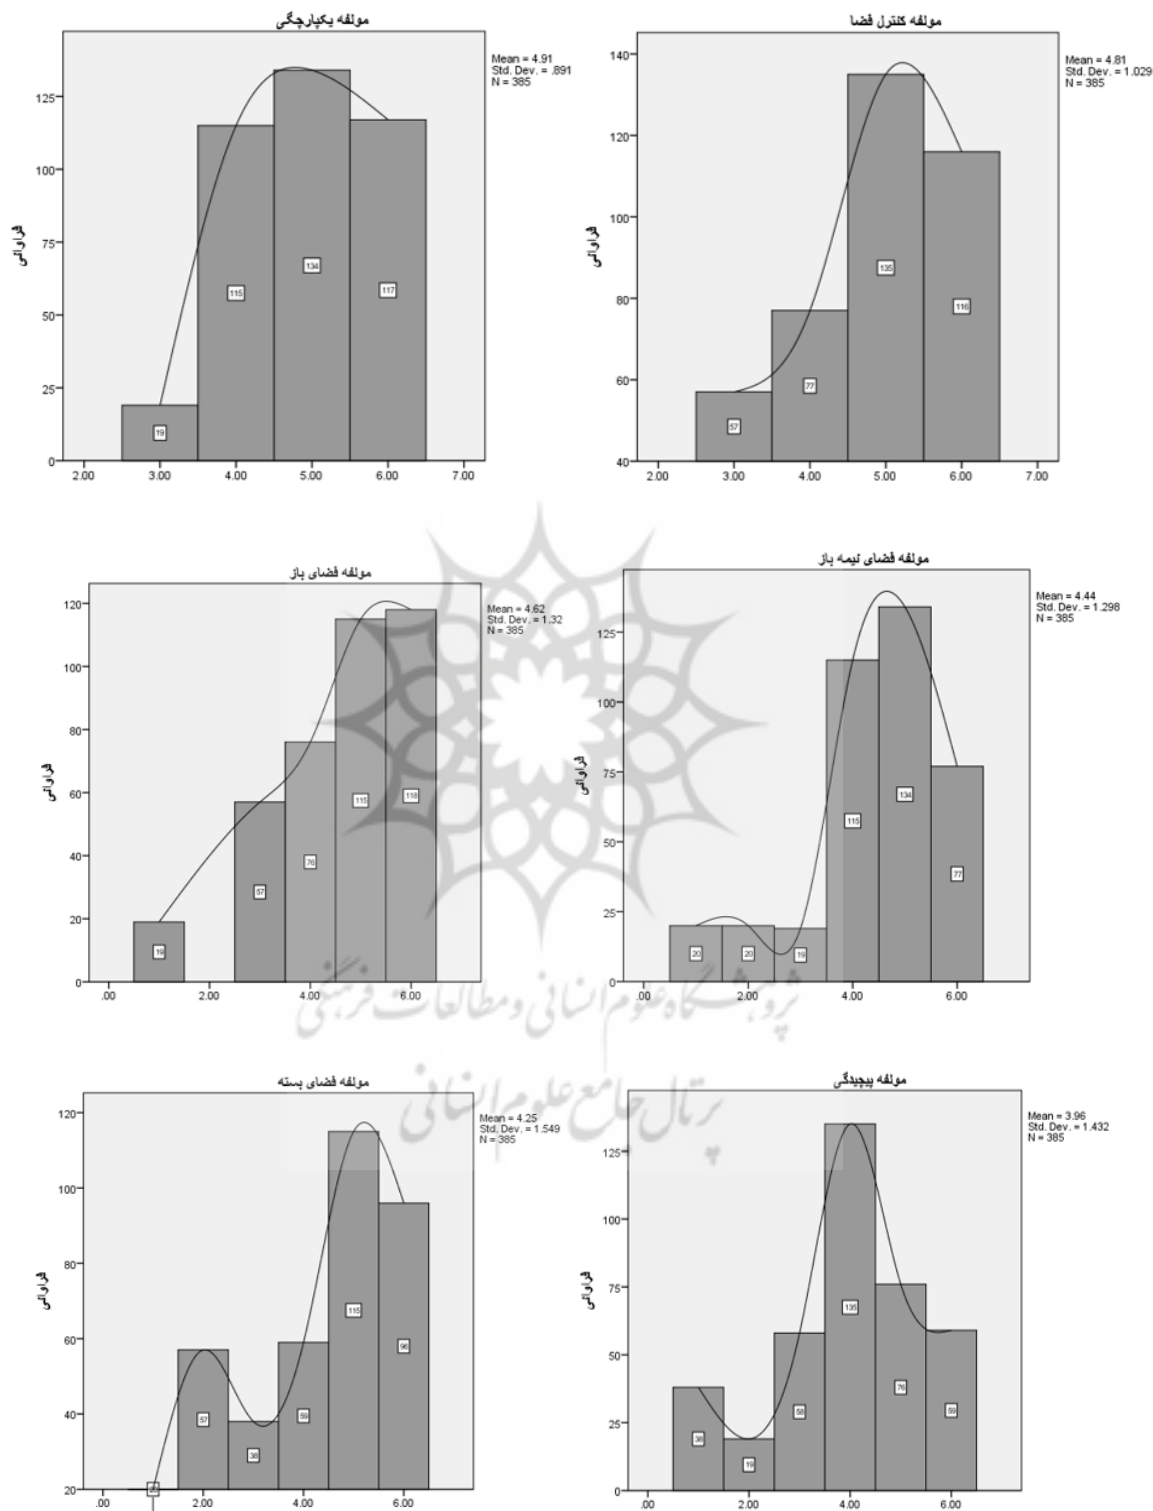 مولفه یکپارچگی
Mean = 4.91
Std. Dev. = .891
N = 385
فراوانی
125
100
75
50
25
0
19
115
134
117
2.00 3.00 4.00 5.00 6.00 7.00
مولفه کنترل فضا
Mean = 4.81
Std. Dev. = 1.029
N = 385
فراوانی
140
120
100
80
60
40
57
77
135
116
2.00 3.00 4.00 5.00 6.00 7.00
مولفه فضای باز
Mean = 4.62
Std. Dev. = 1.32
N = 385
فراوانی
120
100
80
60
40
20
0
19
57
76
115
118
.00 2.00 4.00 6.00
مولفه فضای نیمه باز
Mean = 4.44
Std. Dev. = 1.298
N = 385
فراوانی
125
100
75
50
25
0
20
20
19
115
134
77
.00 2.00 4.00 6.00
پژوهشگاه علوم انسانی و مطالعات فرهنگی
پرتال جامع علوم انسانی
مولفه فضای بسته
Mean = 4.25
Std. Dev. = 1.549
N = 385
فراوانی
120
100
80
60
40
20
57
38
59
115
96
.00 2.00 4.00 6.00
مولفه پیچیدگی
Mean = 3.96
Std. Dev. = 1.432
N = 385
فراوانی
125
100
75
50
25
0
38
19
58
135
76
59
.00 2.00 4.00 6.00